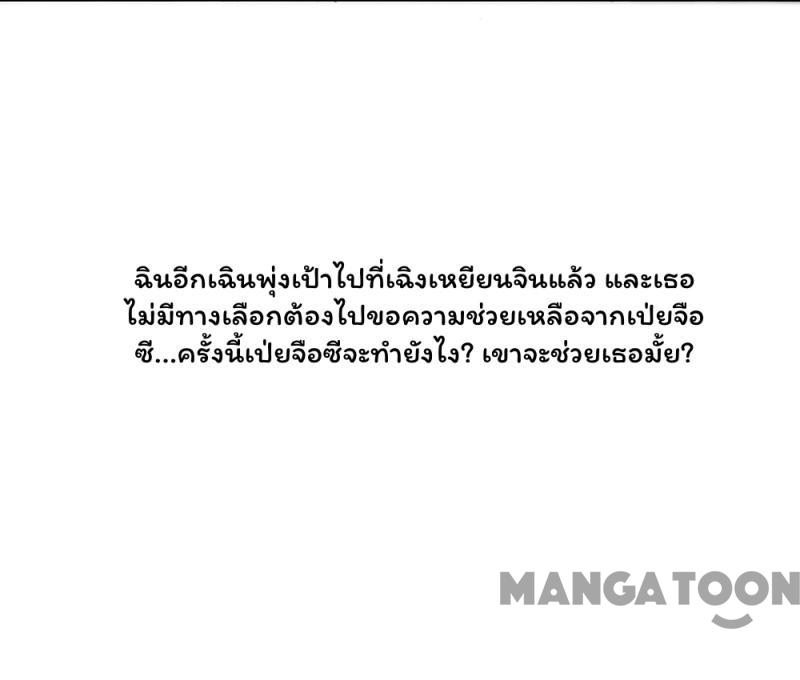 ฉินอีกเฉินพุ่งเป้าไปที่เฉิงเหยียนจินแล้ว และเธอ
ไม่มีทางเลือกต้องไปขอความช่วยเหลือจากเป่ยจือ
ซี...ครั้งนี้เป่ยจือซีจะทำยังไง? เขาจะช่วยเธอมั้ย?
MANGATOON